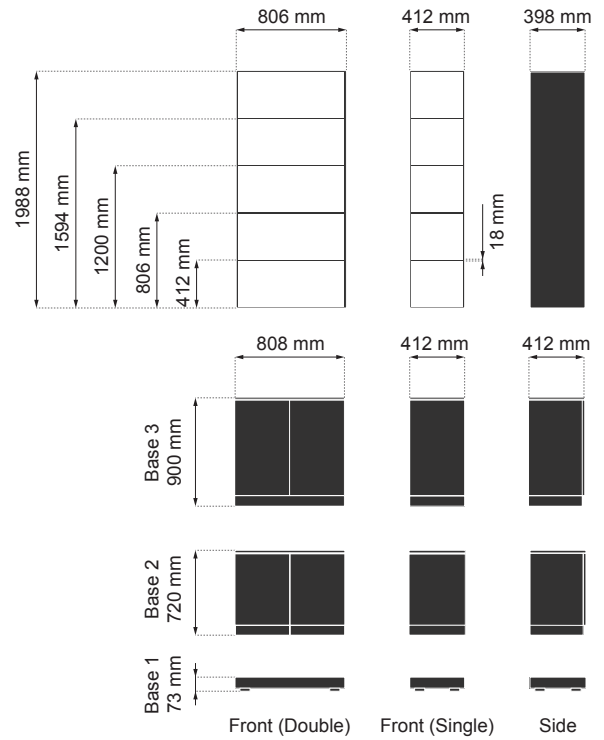 806 mm
412 mm
398 mm
1988 mm
1594 mm
1200 mm
806 mm
412 mm
18 mm
808 mm
412 mm
412 mm
Base 3
900 mm
Base 2
720 mm
Base 1
73 mm
Front (Double)
Front (Single)
Side